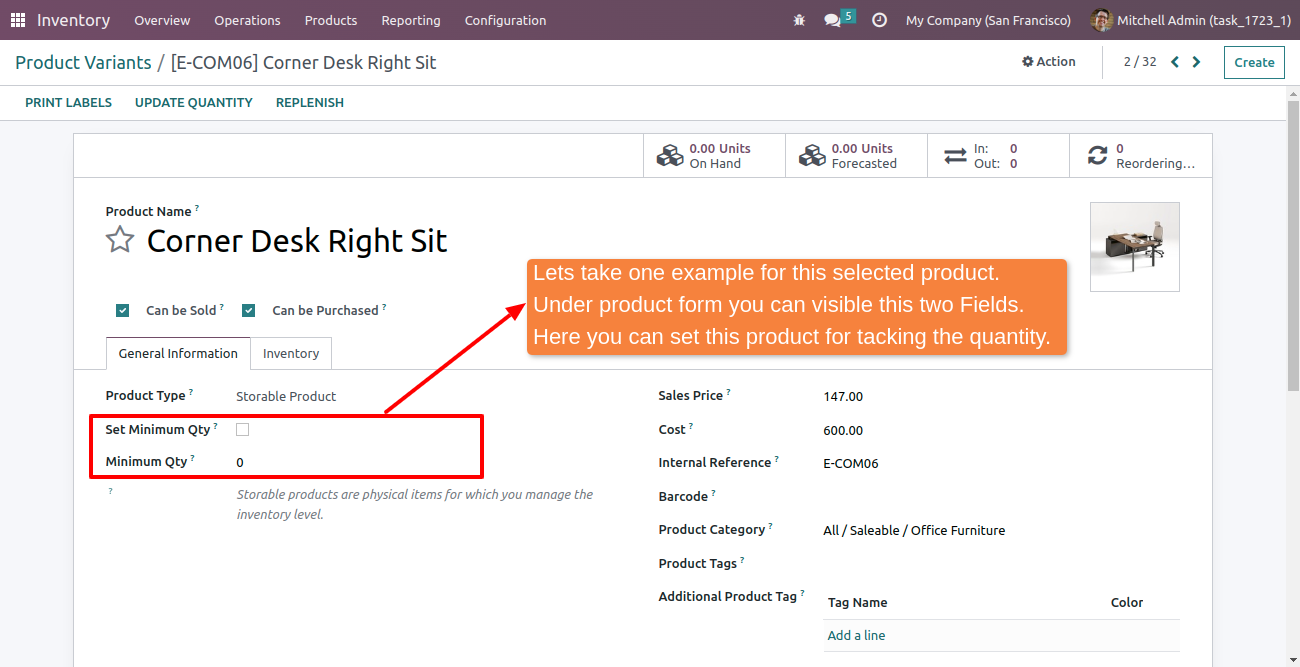 Inventory Overview Operations Products Reporting Configuration 5 My Company (San Francisco) Mitchell Admin (task_1723_1)
Product Variants / [E-COM06] Corner Desk Right Sit Action 2 / 32 Create
PRINT LABELS UPDATE QUANTITY REPLENISH
0.00 Units
On Hand
0.00 Units
Forecasted
In: 0
Out: 0
0
Reordering...
Product Name ?
Corner Desk Right Sit
Lets take one example for this selected product.
Under product form you can visible this two Fields.
Here you can set this product for tacking the quantity.
Can be Sold ? Can be Purchased ?
General Information Inventory
Product Type ? Storable Product
Set Minimum Qty ?
Minimum Qty ? 0
? Storable products are physical items for which you manage the
inventory level.
Sales Price ? 147.00
Cost ? 600.00
Internal Reference ? E-COM06
Barcode ?
Product Category ? All / Saleable / Office Furniture
Product Tags ?
Additional Product Tag ? Tag Name Color
Add a line